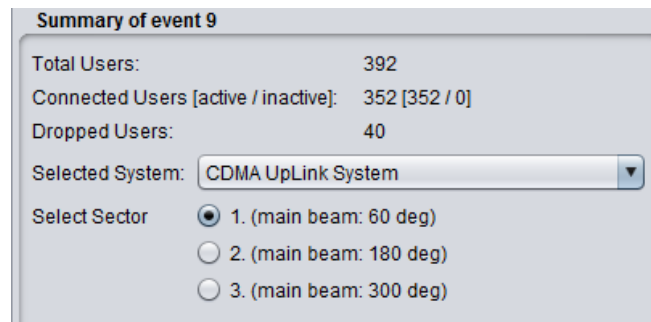 Summary of event 9
Total Users: 392
Connected Users [active / inactive]: 352 [352 / 0]
Dropped Users: 40
Selected System: CDMA UpLink System
Select Sector 1. (main beam: 60 deg)
2. (main beam: 180 deg)
3. (main beam: 300 deg)